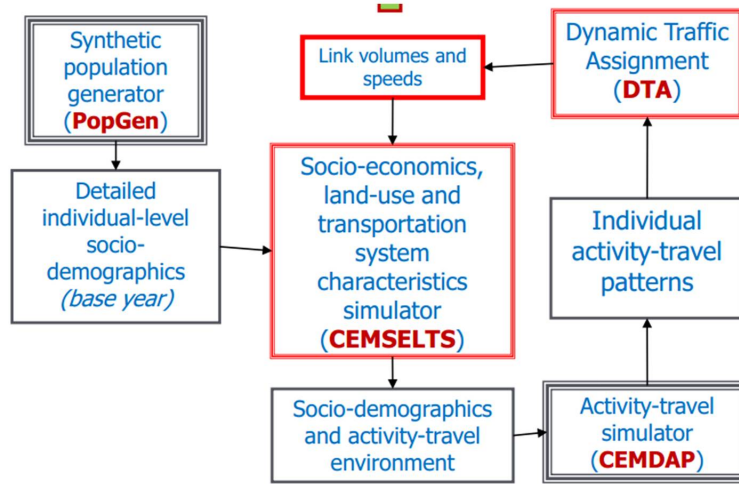 Synthetic
population
generator
(PopGen)
Detailed
individual-level
socio-
demographics
(base year)
Link volumes and
speeds
Socio-economics,
land-use and
transportation
system
characteristics
simulator
(CEMSELTS)
Socio-demographics
and activity-travel
environment
Dynamic Traffic
Assignment
(DTA)
Individual
activity-travel
patterns
Activity-travel
simulator
(CEMDAP)